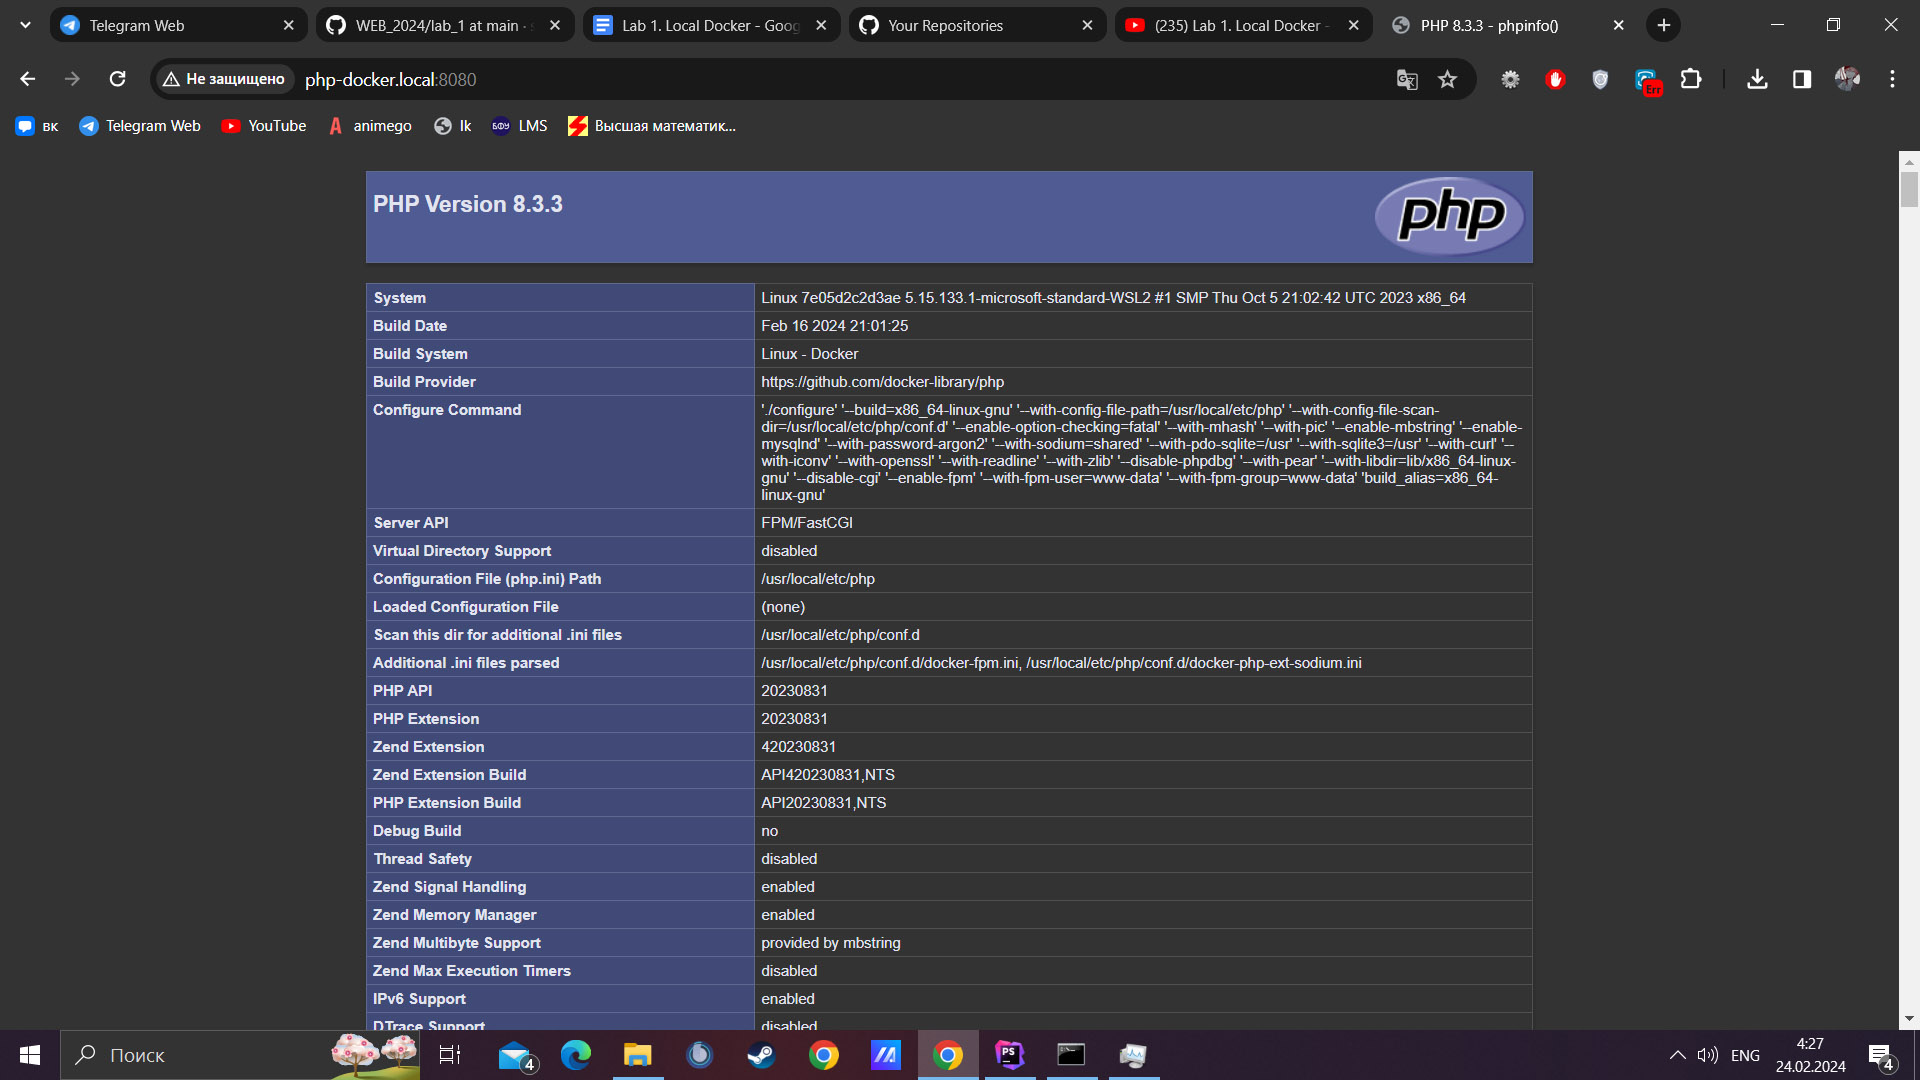 Telegram Web
WEB_2024/lab_1 at main ·
Lab 1. Local Docker - Goog
Your Repositories
(235) Lab 1. Local Docker -
PHP 8.3.3 - phpinfo()
Не защищено
php-docker.local:8080
Err
вк
Telegram Web
YouTube
animego
lk
БФУ
LMS
Высшая математик...
PHP Version 8.3.3
php
System Linux 7e05d2c2d3ae 5.15.133.1-microsoft-standard-WSL2 #1 SMP Thu Oct 5 21:02:42 UTC 2023 x86_64
Build Date Feb 16 2024 21:01:25
Build System Linux - Docker
Build Provider https://github.com/docker-library/php
Configure Command './configure' '--build=x86_64-linux-gnu' '--with-config-file-path=/usr/local/etc/php' '--with-config-file-scan-
dir=/usr/local/etc/php/conf.d' '--enable-option-checking=fatal' '--with-mhash' '--with-pic' '--enable-mbstring' '--enable-
mysqlnd' '--with-password-argon2' '--with-sodium=shared' '--with-pdo-sqlite=/usr' '--with-sqlite3=/usr' '--with-curl' '--
with-iconv' '--with-openssl' '--with-readline' '--with-zlib' '--disable-phpdbg' '--with-pear' '--with-libdir=lib/x86_64-linux-
gnu' '--disable-cgi' '--enable-fpm' '--with-fpm-user=www-data' '--with-fpm-group=www-data' 'build_alias=x86_64-
linux-gnu'
Server API FPM/FastCGI
Virtual Directory Support disabled
Configuration File (php.ini) Path /usr/local/etc/php
Loaded Configuration File (none)
Scan this dir for additional .ini files /usr/local/etc/php/conf.d
Additional .ini files parsed /usr/local/etc/php/conf.d/docker-fpm.ini, /usr/local/etc/php/conf.d/docker-php-ext-sodium.ini
PHP API 20230831
PHP Extension 20230831
Zend Extension 420230831
Zend Extension Build API420230831,NTS
PHP Extension Build API20230831,NTS
Debug Build no
Thread Safety disabled
Zend Signal Handling enabled
Zend Memory Manager enabled
Zend Multibyte Support provided by mbstring
Zend Max Execution Timers disabled
IPv6 Support enabled
DTrace Support disabled
Поиск
4
PS
ENG
4:27
24.02.2024
4